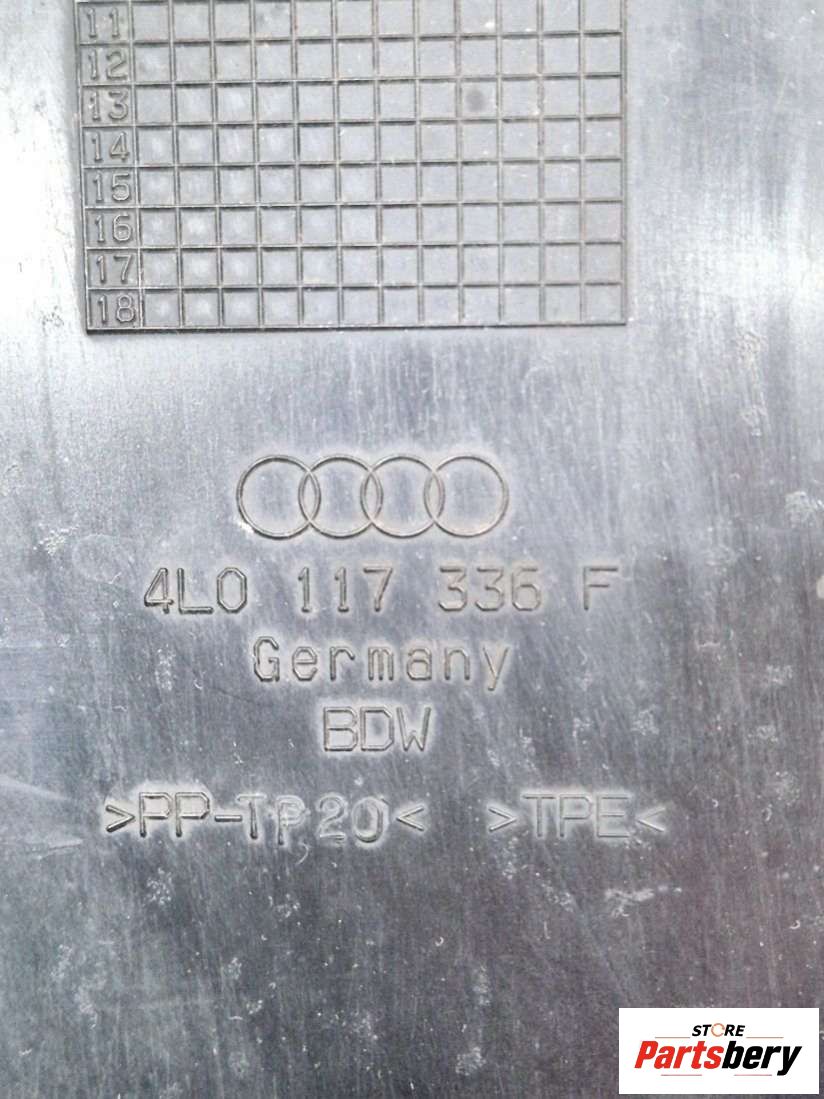 11
12
13
14
15
16
17
18
4L0 117 336 F
Germany
BDW
>PP-TP20< >TPE<
STORE
Partsbery